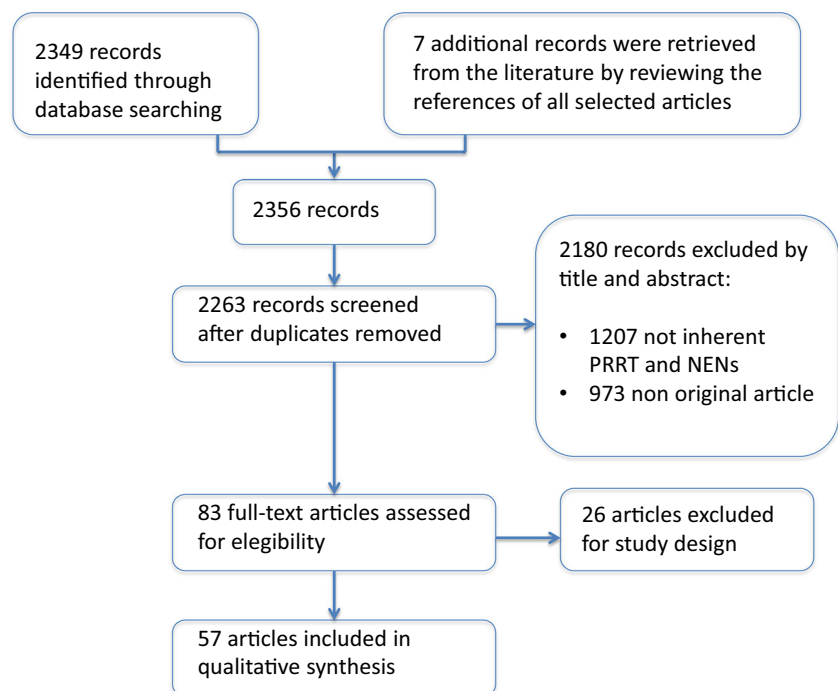 2349 records
identified through
database searching
7 additional records were retrieved
from the literature by reviewing the
references of all selected articles
2356 records
2263 records screened
after duplicates removed
2180 records excluded by
title and abstract:
• 1207 not inherent
PRRT and NENs
• 973 non original article
83 full-text articles assessed
for elegibility
26 articles excluded
for study design
57 articles included in
qualitative synthesis